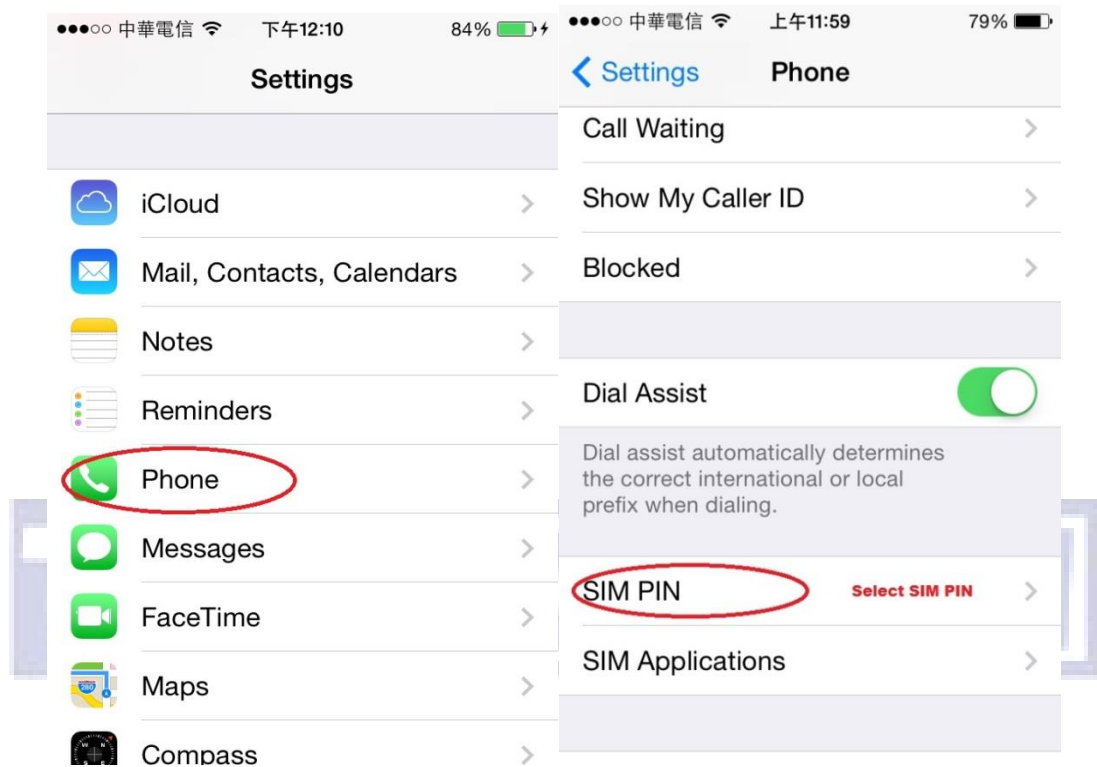 中華電信 下午12:10 84%
Settings
iCloud
Mail, Contacts, Calendars
Notes
Reminders
Phone
Messages
FaceTime
Maps
Compass
中華電信 上午11:59 79%
Settings Phone
Call Waiting
Show My Caller ID
Blocked
Dial Assist
Dial assist automatically determines
the correct international or local
prefix when dialing.
SIM PIN Select SIM PIN
SIM Applications